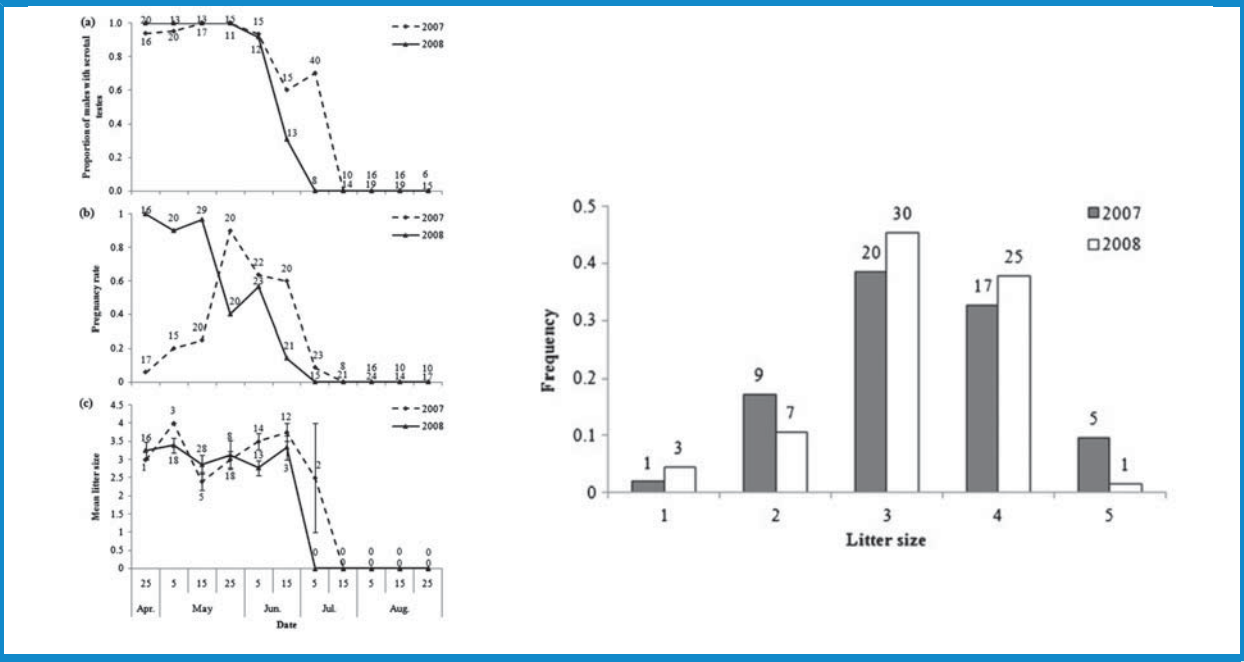 (a)
Proportion of males with scrotal
testes
1.0
0.8
0.6
0.4
0.2
0.0
20 13 13 15 15
16 20 17 11 12
15 40
13
8
10 16 16 6
14 19 19 15
2007
2008
(b)
Pregnancy rate
1
0.8
0.6
0.4
0.2
0
16 20 29 20
22
23
20
17 15 20 20
21
23
15
8 16 10 10
21 24 14 17
2007
2008
(c)
Mean litter size
4.5
4
3.5
3
2.5
2
1.5
1
0.5
0
16 3 28 8 14 12
1 18 5 18 13 3
2
0 0 0 0 0
0 0 0 0
2007
2008
25 5 15 25 5 15 5 15 5 15 25
Apr. May Jun. Jul. Aug.
Date
Frequency
0.5
0.4
0.3
0.2
0.1
0
1 3
9 7
20 30
17 25
5 1
2007
2008
1 2 3 4 5
Litter size